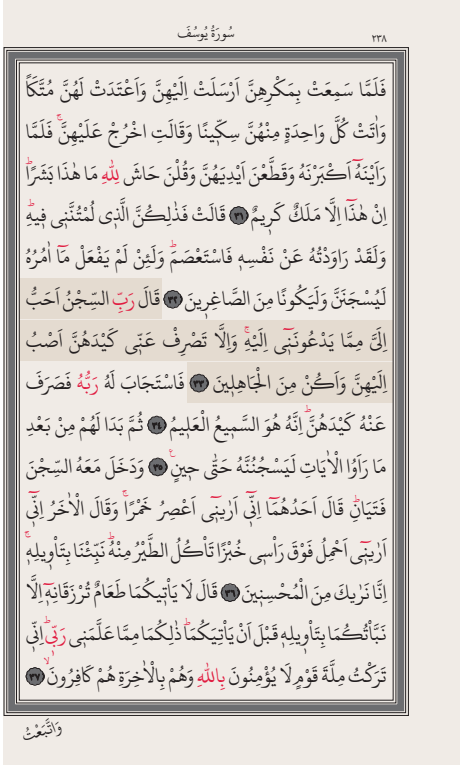 سُورَةُ يُوسُفَ
٢٣٨
فَلَمَّا سَمِعَتْ بِمَكْرِهِنَّ اَرْسَلَتْ اِلَيْهِنَّ وَاَعْتَدَتْ لَهُنَّ مُتَّكَـًٔا
وَاٰتَتْ كُلَّ وَاحِدَةٍ مِنْهُنَّ سِكّ۪ينًا وَقَالَتِ اخْرُجْ عَلَيْهِنَّۚ فَلَمَّا
رَاَيْنَهُٓ اَكْبَرْنَهُ وَقَطَّعْنَ اَيْدِيَهُنَّ وَقُلْنَ حَاشَ لِلّٰهِ مَا هٰذَا بَشَرًاۜ
اِنْ هٰذَٓا اِلَّا مَلَكٌ كَر۪يمٌ ﴿٣١﴾ قَالَتْ فَذٰلِكُنَّ الَّذ۪ي لُمْتُنَّن۪ي ف۪يهِۜ
وَلَقَدْ رَاوَدْتُهُ عَنْ نَفْسِه۪ فَاسْتَعْصَمَۜ وَلَئِنْ لَمْ يَفْعَلْ مَٓا اٰمُرُهُ
لَيُسْجَنَنَّ وَلَيَكُونًا مِنَ الصَّاغِر۪ينَ ﴿٣٢﴾ قَالَ رَبِّ السِّجْنُ اَحَبُّ
اِلَيَّ مِمَّا يَدْعُونَن۪ٓي اِلَيْهِۚ وَاِلَّا تَصْرِفْ عَنّ۪ي كَيْدَهُنَّ اَصْبُ
اِلَيْهِنَّ وَاَكُنْ مِنَ الْجَاهِل۪ينَ ﴿٣٣﴾ فَاسْتَجَابَ لَهُ رَبُّهُ فَصَرَفَ
عَنْهُ كَيْدَهُنَّۜ اِنَّهُ هُوَ السَّم۪يعُ الْعَل۪يمُ ﴿٣٤﴾ ثُمَّ بَدَا لَهُمْ مِنْ بَعْدِ
مَا رَاَوُا الْاٰيَاتِ لَيَسْجُنُنَّهُ حَتّٰى ح۪ينٍ۟ ﴿٣٥﴾ وَدَخَلَ مَعَهُ السِّجْنَ
فَتَيَانِۜ قَالَ اَحَدُهُمَٓا اِنّ۪ٓي اَرٰين۪ٓي اَعْصِرُ خَمْرًاۚ وَقَالَ الْاٰخَرُ اِنّ۪ٓي
اَرٰين۪ٓي اَحْمِلُ فَوْقَ رَأْس۪ي خُبْزًا تَأْكُلُ الطَّيْرُ مِنْهُۜ نَبِّئْنَا بِتَأْو۪يلِه۪ۚ
اِنَّا نَرٰيكَ مِنَ الْمُحْسِن۪ينَ ﴿٣٦﴾ قَالَ لَا يَأْت۪يكُمَا طَعَامٌ تُرْزَقَانِه۪ٓ اِلَّا
نَبَّأْتُكُمَا بِتَأْو۪يلِه۪ قَبْلَ اَنْ يَأْتِيَكُمَاۜ ذٰلِكُمَا مِمَّا عَلَّمَن۪ي رَبّ۪يۜ اِنّ۪ي
تَرَكْتُ مِلَّةَ قَوْمٍ لَا يُؤْمِنُونَ بِاللّٰهِ وَهُمْ بِالْاٰخِرَةِ هُمْ كَافِرُونَۙ ﴿٣٧﴾
وَاتَّبَعْتُ